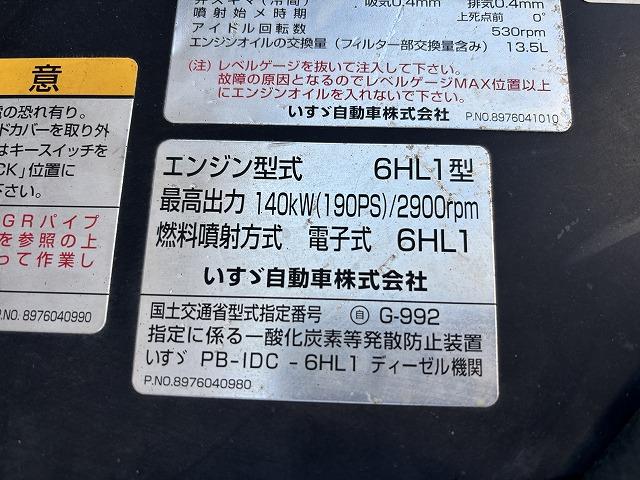 弁スキマ(冷間) 吸気0.4mm 排気0.4mm
噴射始メ時期 上死点前 0°
アイドル回転数 530rpm
エンジンオイルの交換量(フィルター部交換量含み) 13.5L
(注)レベルゲージを抜いて注入して下さい。
故障の原因となるのでレベルゲージMAX位置以上
にエンジンオイルを入れないで下さい。
いすゞ自動車株式会社
P.NO.8976041010
意
の恐れ有り。
ドカバーを取り外
はキースイッチを
CK」位置に
下さい。
GRパイプ
を参照の上
って作業し
P.NO. 8976040990
エンジン型式 6HL1型
最高出力 140kW(190PS)/2900rpm
燃料噴射方式 電子式 6HL1
いすゞ自動車株式会社
国土交通省型式指定番号 ㊐ G-992
指定に係る一酸化炭素等発散防止装置
いすゞ PB-IDC-6HL1 ディーゼル機関
P.NO.8976040980